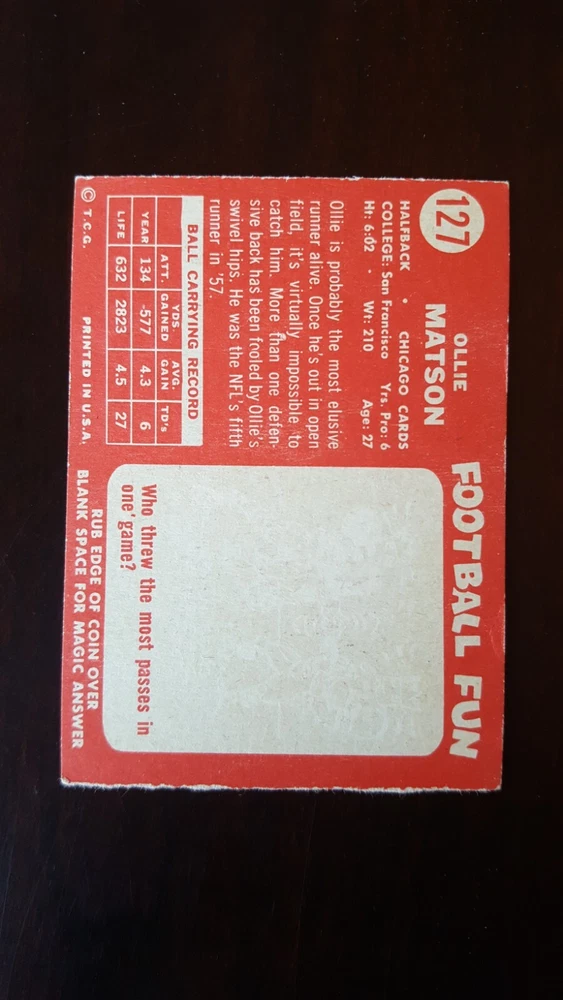 127
OLLIE
MATSON
HALFBACK • CHICAGO CARDS
COLLEGE: San Francisco Yrs. Pro: 6
Ht: 6:02 • Wt: 210 Age: 27
Ollie is probably the most elusive
runner alive. Once he's out in open
field, it's virtually impossible to
catch him. More than one defen-
sive back has been fooled by Ollie's
swivel hips. He was the NFL's fifth
runner in '57.
BALL CARRYING RECORD
ATT. YDS. GAINED AVG. GAIN TD's
YEAR 134 -577 4.3 6
LIFE 632 2823 4.5 27
© T.C.G. PRINTED IN U.S.A.
FOOTBALL FUN
Who threw the most passes in
one game?
RUB EDGE OF COIN OVER
BLANK SPACE FOR MAGIC ANSWER